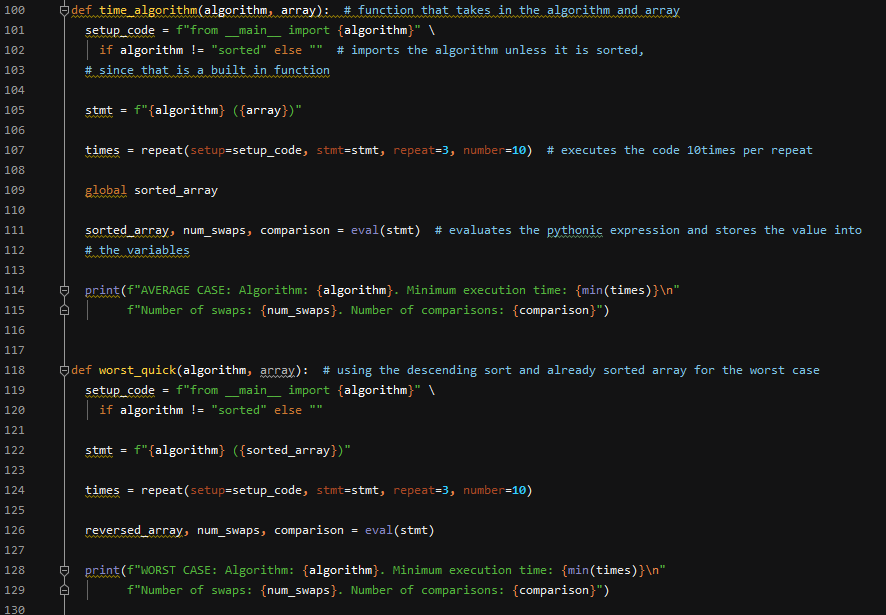 100 def time_algorithm(algorithm, array):  # function that takes in the algorithm and array
101     setup_code = f"from __main__ import {algorithm}" \
102       if algorithm != "sorted" else ""  # imports the algorithm unless it is sorted,
103     # since that is a built in function
104
105     stmt = f"{algorithm} ({array})"
106
107     times = repeat(setup=setup_code, stmt=stmt, repeat=3, number=10)  # executes the code 10times per repeat
108
109     global sorted_array
110
111     sorted_array, num_swaps, comparison = eval(stmt)  # evaluates the pythonic expression and stores the value into
112     # the variables
113
114     print(f"AVERAGE CASE: Algorithm: {algorithm}. Minimum execution time: {min(times)}\n"
115           f"Number of swaps: {num_swaps}. Number of comparisons: {comparison}")
116
117
118 def worst_quick(algorithm, array):  # using the descending sort and already sorted array for the worst case
119     setup_code = f"from __main__ import {algorithm}" \
120       if algorithm != "sorted" else ""
121
122     stmt = f"{algorithm} ({sorted_array})"
123
124     times = repeat(setup=setup_code, stmt=stmt, repeat=3, number=10)
125
126     reversed_array, num_swaps, comparison = eval(stmt)
127
128     print(f"WORST CASE: Algorithm: {algorithm}. Minimum execution time: {min(times)}\n"
129           f"Number of swaps: {num_swaps}. Number of comparisons: {comparison}")
130